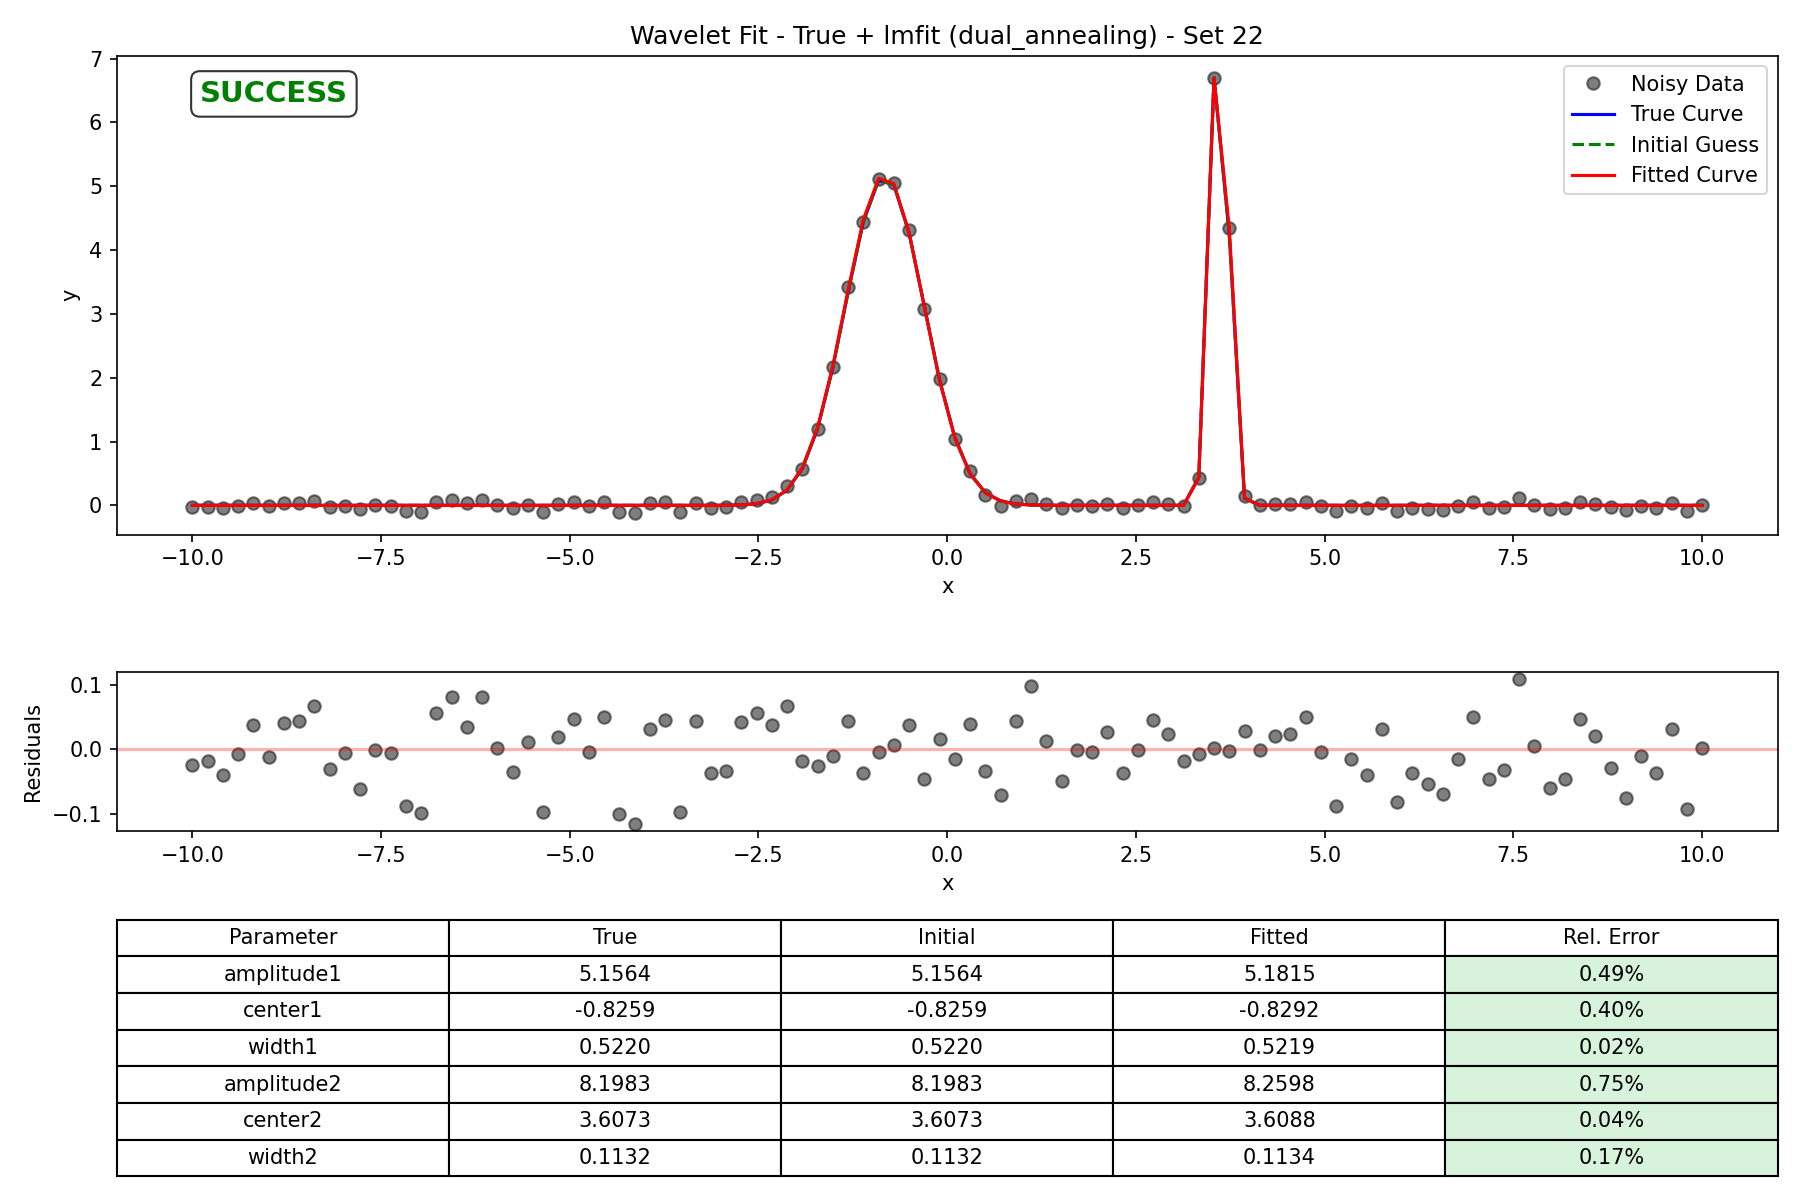 Wavelet Fit - True + lmfit (dual_annealing) - Set 22
SUCCESS
Noisy Data
True Curve
Initial Guess
Fitted Curve
y
7
6
5
4
3
2
1
0
−10.0 −7.5 −5.0 −2.5 0.0 2.5 5.0 7.5 10.0
x
Residuals
0.1
0.0
−0.1
−10.0 −7.5 −5.0 −2.5 0.0 2.5 5.0 7.5 10.0
x
Parameter True Initial Fitted Rel. Error
amplitude1 5.1564 5.1564 5.1815 0.49%
center1 -0.8259 -0.8259 -0.8292 0.40%
width1 0.5220 0.5220 0.5219 0.02%
amplitude2 8.1983 8.1983 8.2598 0.75%
center2 3.6073 3.6073 3.6088 0.04%
width2 0.1132 0.1132 0.1134 0.17%